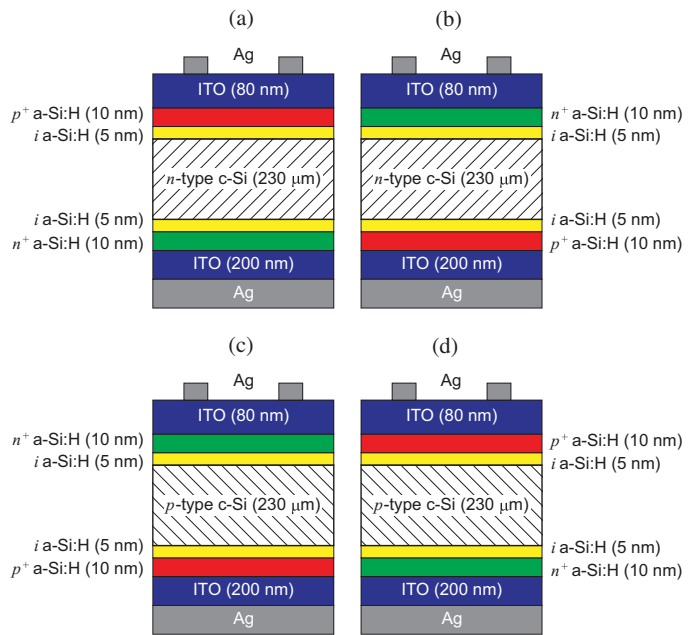 (a)
Ag
ITO (80 nm)
p⁺ a-Si:H (10 nm)
i a-Si:H (5 nm)
n-type c-Si (230 μm)
i a-Si:H (5 nm)
n⁺ a-Si:H (10 nm)
ITO (200 nm)
Ag
(b)
Ag
ITO (80 nm)
n⁺ a-Si:H (10 nm)
i a-Si:H (5 nm)
n-type c-Si (230 μm)
i a-Si:H (5 nm)
p⁺ a-Si:H (10 nm)
ITO (200 nm)
Ag
(c)
Ag
ITO (80 nm)
n⁺ a-Si:H (10 nm)
i a-Si:H (5 nm)
p-type c-Si (230 μm)
i a-Si:H (5 nm)
p⁺ a-Si:H (10 nm)
ITO (200 nm)
Ag
(d)
Ag
ITO (80 nm)
p⁺ a-Si:H (10 nm)
i a-Si:H (5 nm)
p-type c-Si (230 μm)
i a-Si:H (5 nm)
n⁺ a-Si:H (10 nm)
ITO (200 nm)
Ag